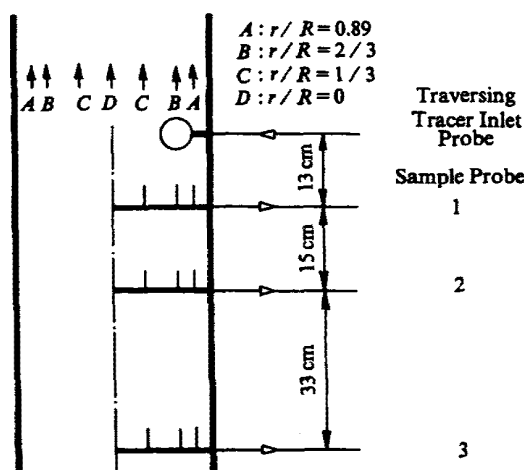 A : r / R = 0.89
B : r / R = 2 / 3
C : r / R = 1 / 3
D : r / R = 0
A B C D C B A
Traversing
Tracer Inlet
Probe
13 cm
Sample Probe
1
15 cm
2
33 cm
3